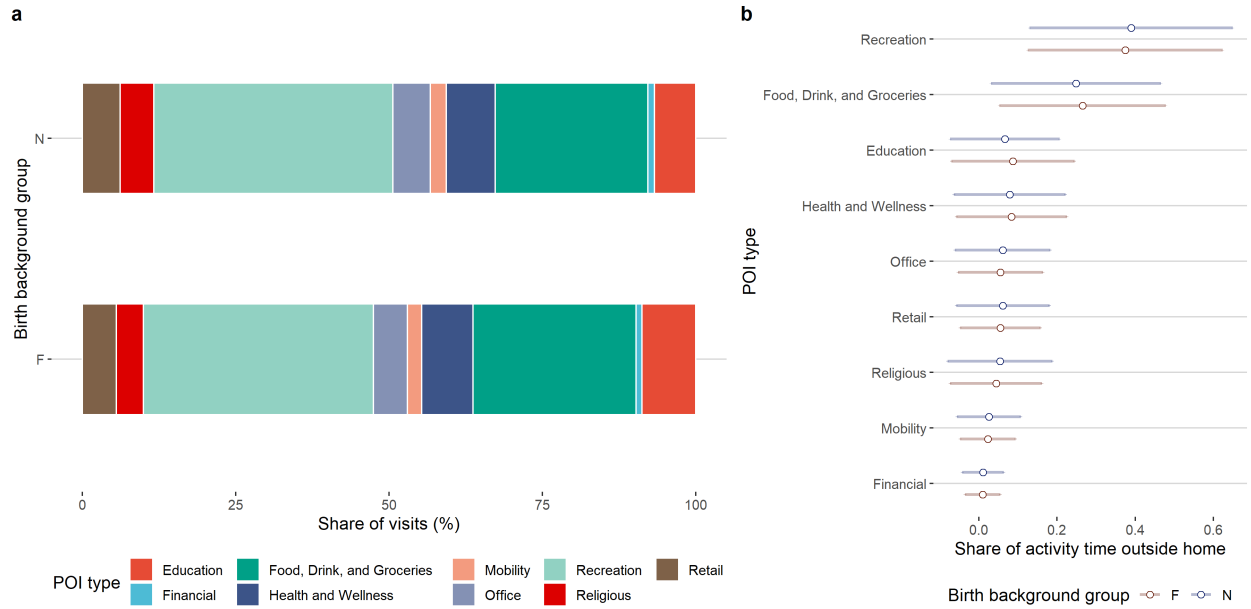 a
Birth background group
N
F
0 25 50 75 100
Share of visits (%)
POI type
Education Food, Drink, and Groceries Mobility Recreation Retail
Financial Health and Wellness Office Religious
b
POI type
Recreation
Food, Drink, and Groceries
Education
Health and Wellness
Office
Retail
Religious
Mobility
Financial
0.0 0.2 0.4 0.6
Share of activity time outside home
Birth background group F N